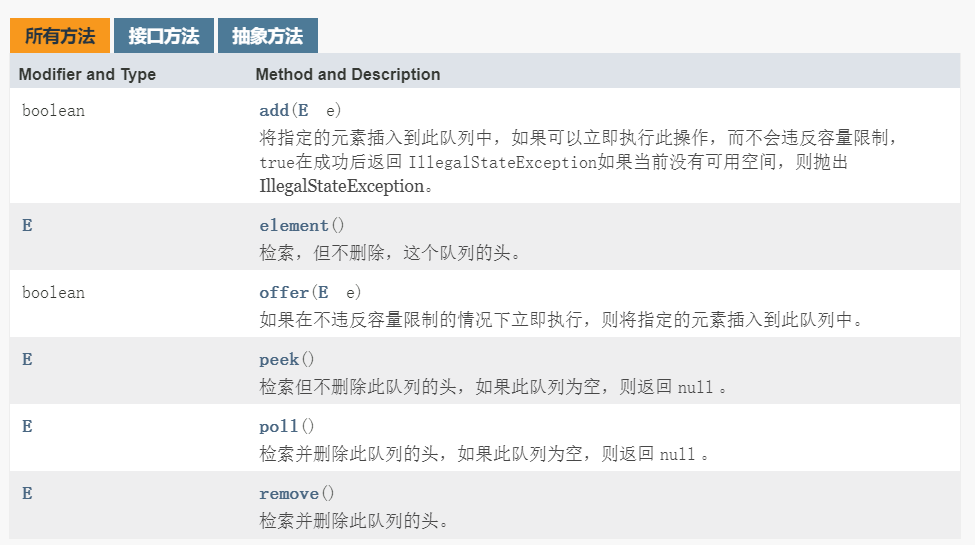 所有方法 接口方法 抽象方法
Modifier and Type Method and Description
boolean add(E e)
将指定的元素插入到此队列中，如果可以立即执行此操作，而不会违反容量限制，
true在成功后返回 IllegalStateException如果当前没有可用空间，则抛出
IllegalStateException。
E element()
检索，但不删除，这个队列的头。
boolean offer(E e)
如果在不违反容量限制的情况下立即执行，则将指定的元素插入到此队列中。
E peek()
检索但不删除此队列的头，如果此队列为空，则返回 null 。
E poll()
检索并删除此队列的头，如果此队列为空，则返回 null 。
E remove()
检索并删除此队列的头。